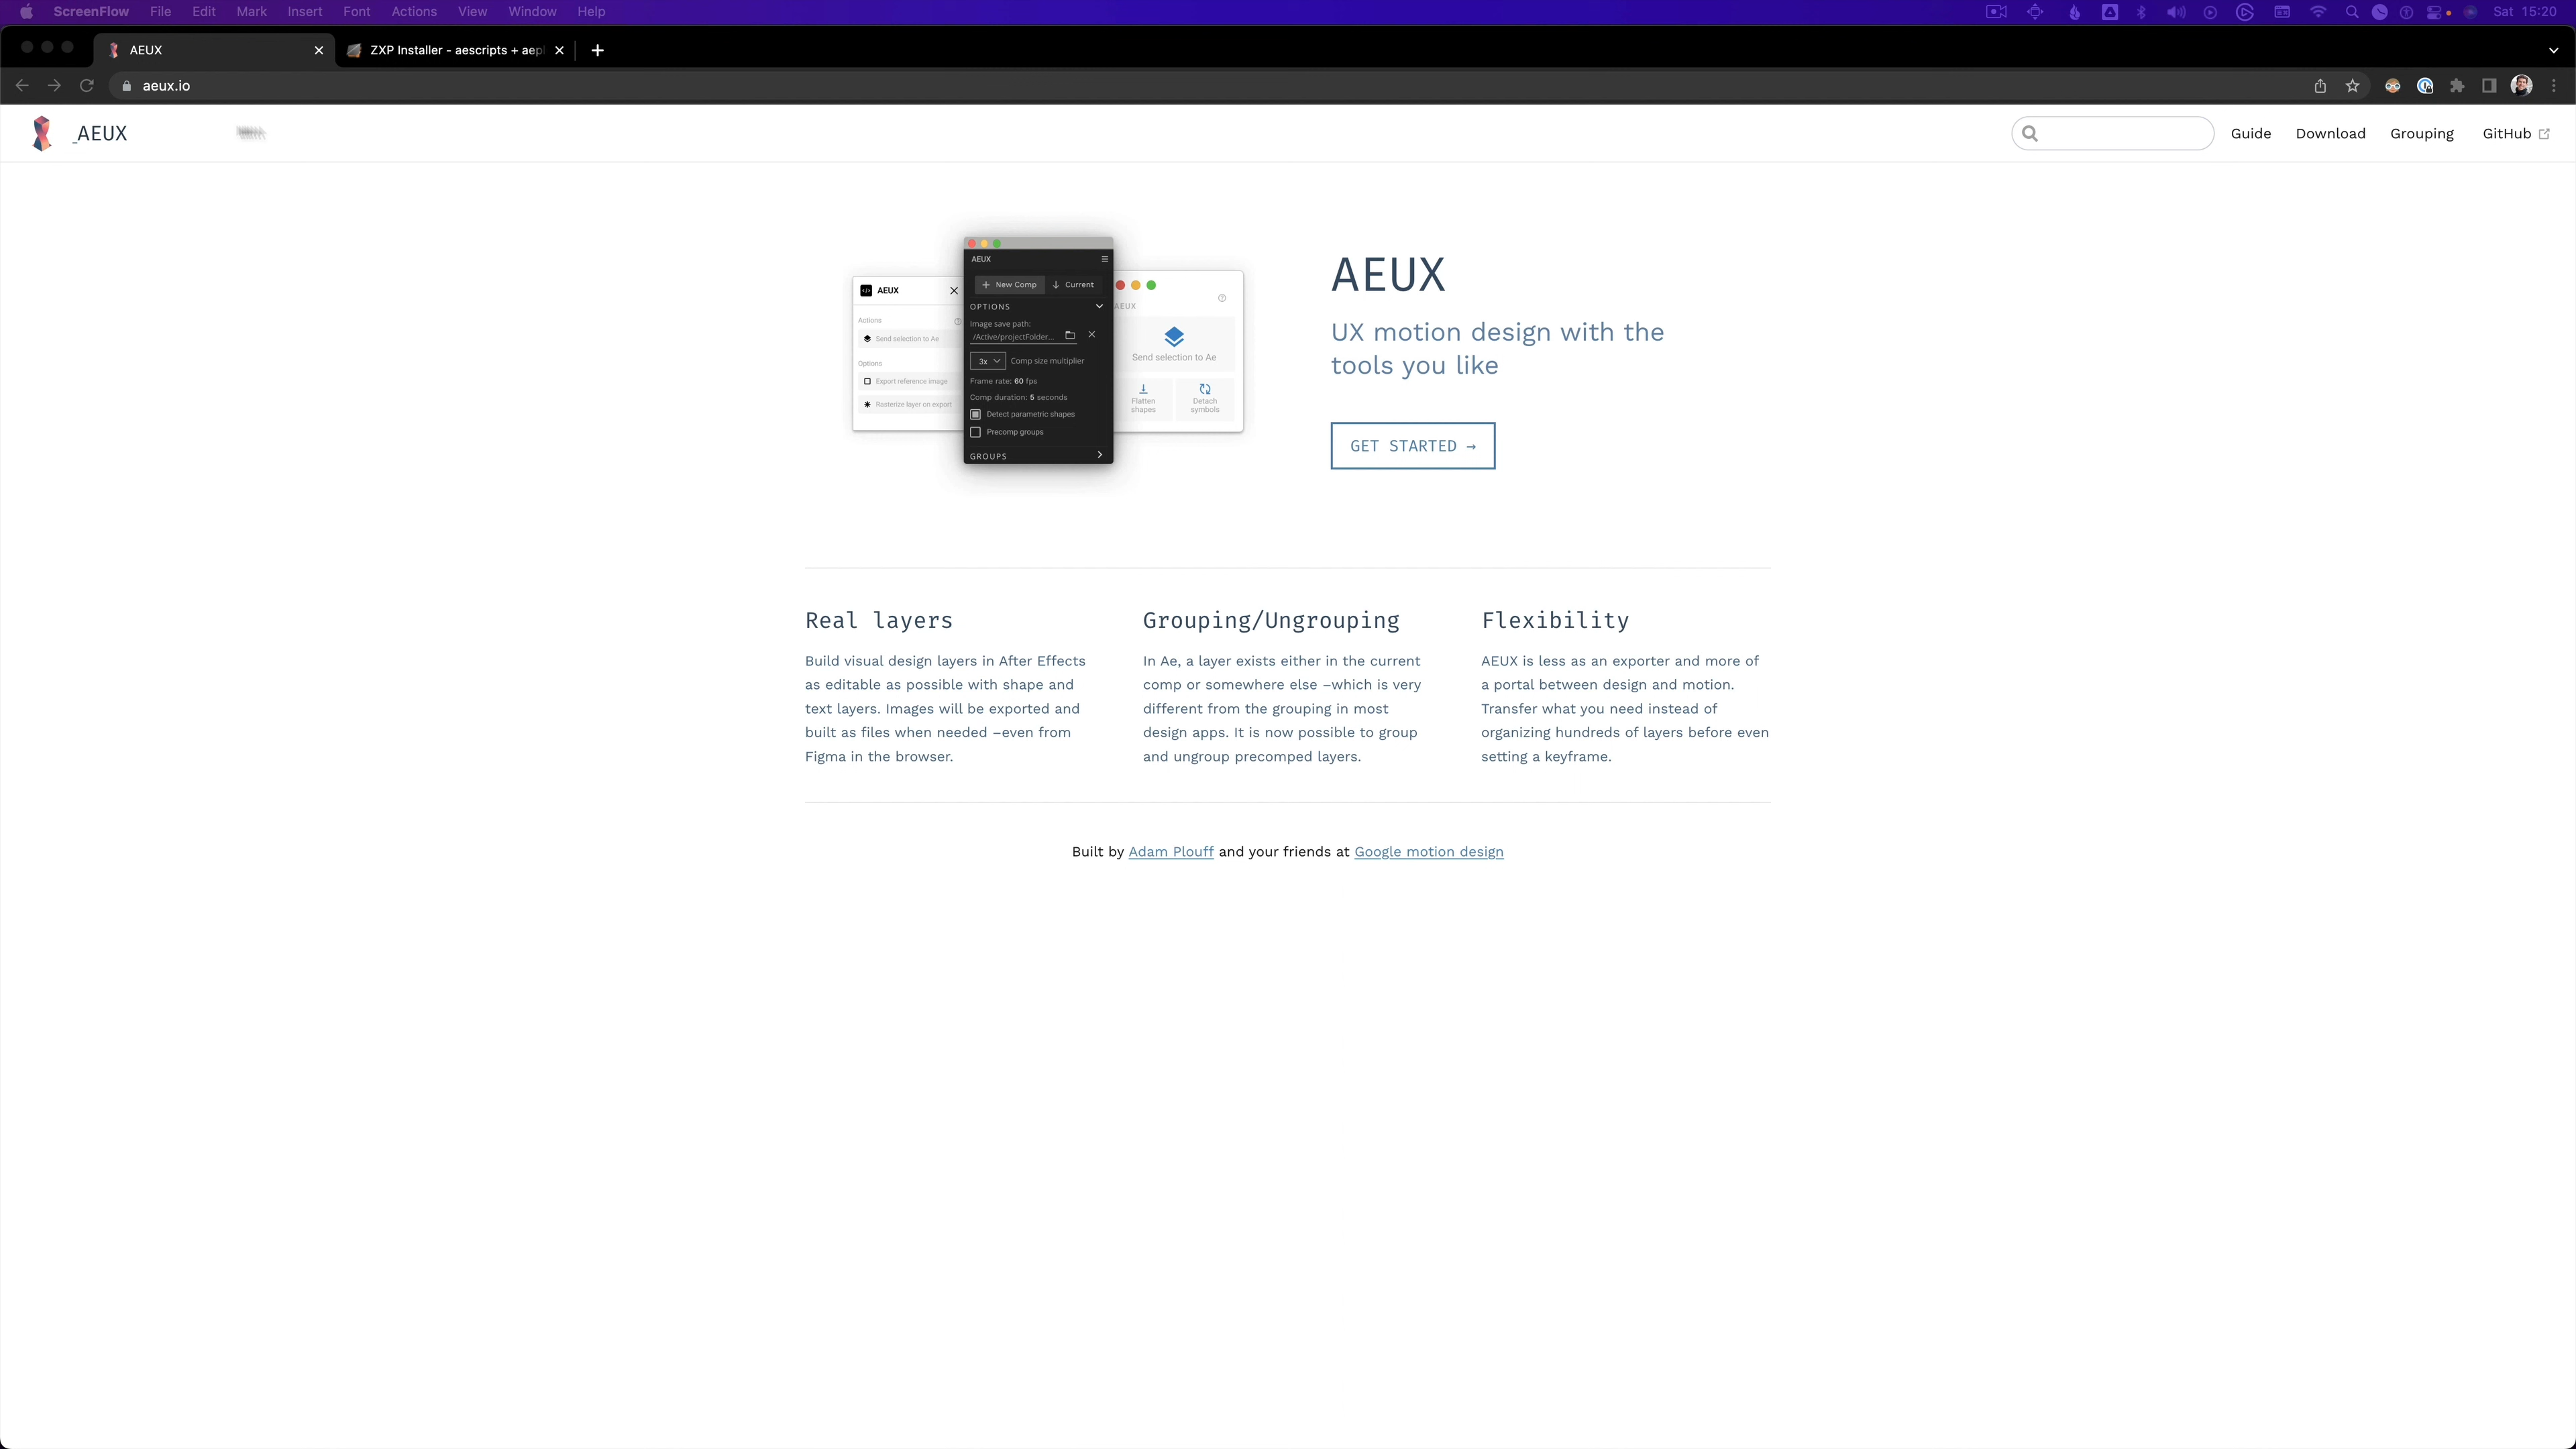 ScreenFlow File Edit Mark Insert Font Actions View Window Help Sat 15:20
AEUX ZXP Installer - aescripts + aep
aeux.io
_AEUX Guide Download Grouping GitHub
AEUX
New Comp Current
OPTIONS
Image save path:
/Active/projectFolder...
3x Comp size multiplier
Frame rate: 60 fps
Comp duration: 5 seconds
Detect parametric shapes
Precomp groups
GROUPS
AEUX
Actions
Send selection to Ae
Options
Export reference image
Rasterize layer on export
AEUX
Send selection to Ae
Flatten
shapes
Detach
symbols
AEUX
UX motion design with the
tools you like
GET STARTED →
Real layers
Build visual design layers in After Effects
as editable as possible with shape and
text layers. Images will be exported and
built as files when needed –even from
Figma in the browser.
Grouping/Ungrouping
In Ae, a layer exists either in the current
comp or somewhere else –which is very
different from the grouping in most
design apps. It is now possible to group
and ungroup precomped layers.
Flexibility
AEUX is less as an exporter and more of
a portal between design and motion.
Transfer what you need instead of
organizing hundreds of layers before even
setting a keyframe.
Built by Adam Plouff and your friends at Google motion design